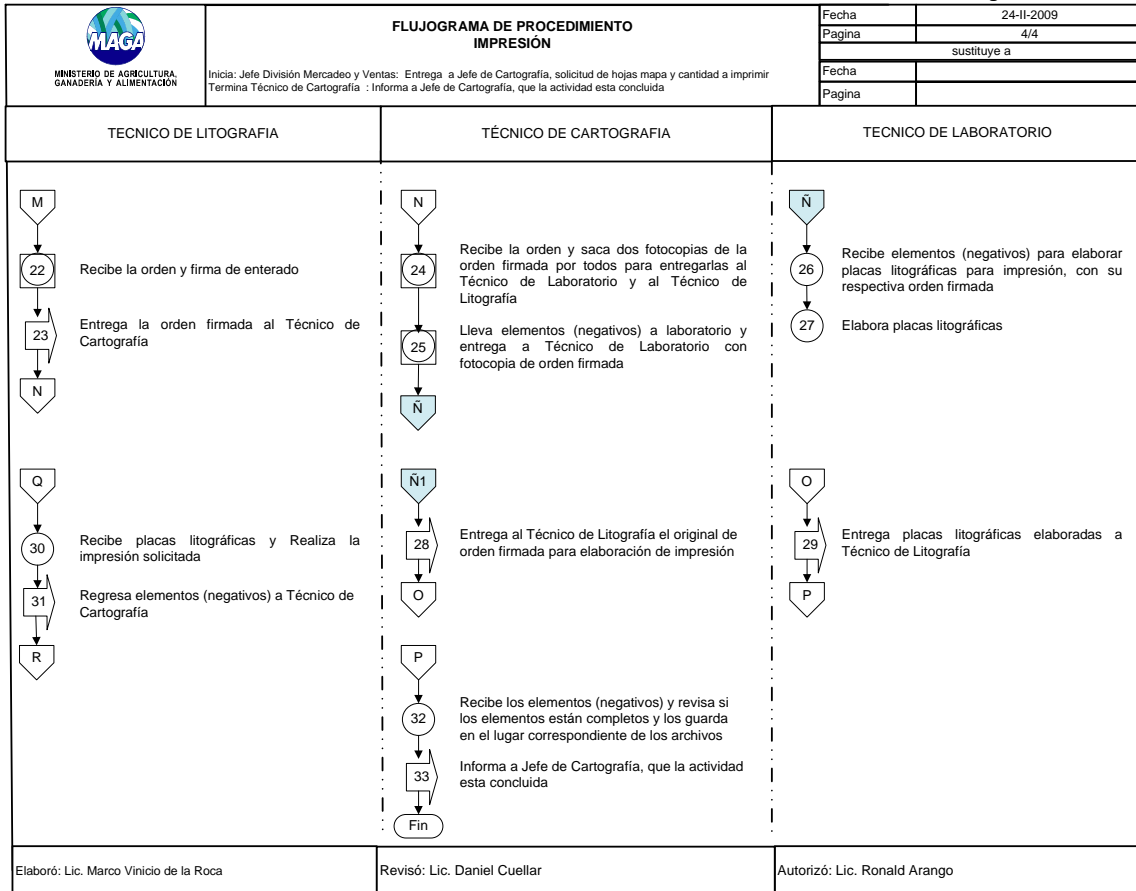 MAGA
MINISTERIO DE AGRICULTURA,
GANADERÍA Y ALIMENTACIÓN
FLUJOGRAMA DE PROCEDIMIENTO
IMPRESIÓN
Inicia: Jefe División Mercadeo y Ventas: Entrega a Jefe de Cartografía, solicitud de hojas mapa y cantidad a imprimir
Termina Técnico de Cartografía : Informa a Jefe de Cartografía, que la actividad esta concluida
Fecha 24-II-2009
Pagina 4/4
sustituye a
Fecha
Pagina
TECNICO DE LITOGRAFIA
M
22 Recibe la orden y firma de enterado
23 Entrega la orden firmada al Técnico de
Cartografía
N
Q
30 Recibe placas litográficas y Realiza la
impresión solicitada
31 Regresa elementos (negativos) a Técnico de
Cartografía
R
TÉCNICO DE CARTOGRAFIA
N
24 Recibe la orden y saca dos fotocopias de la
orden firmada por todos para entregarlas al
Técnico de Laboratorio y al Técnico de
Litografía
25 Lleva elementos (negativos) a laboratorio y
entrega a Técnico de Laboratorio con
fotocopia de orden firmada
Ñ
Ñ1
28 Entrega al Técnico de Litografía el original de
orden firmada para elaboración de impresión
O
P
32 Recibe los elementos (negativos) y revisa si
los elementos están completos y los guarda
en el lugar correspondiente de los archivos
33 Informa a Jefe de Cartografía, que la actividad
esta concluida
Fin
TECNICO DE LABORATORIO
Ñ
26 Recibe elementos (negativos) para elaborar
placas litográficas para impresión, con su
respectiva orden firmada
27 Elabora placas litográficas
O
29 Entrega placas litográficas elaboradas a
Técnico de Litografía
P
Elaboró: Lic. Marco Vinicio de la Roca
Revisó: Lic. Daniel Cuellar
Autorizó: Lic. Ronald Arango